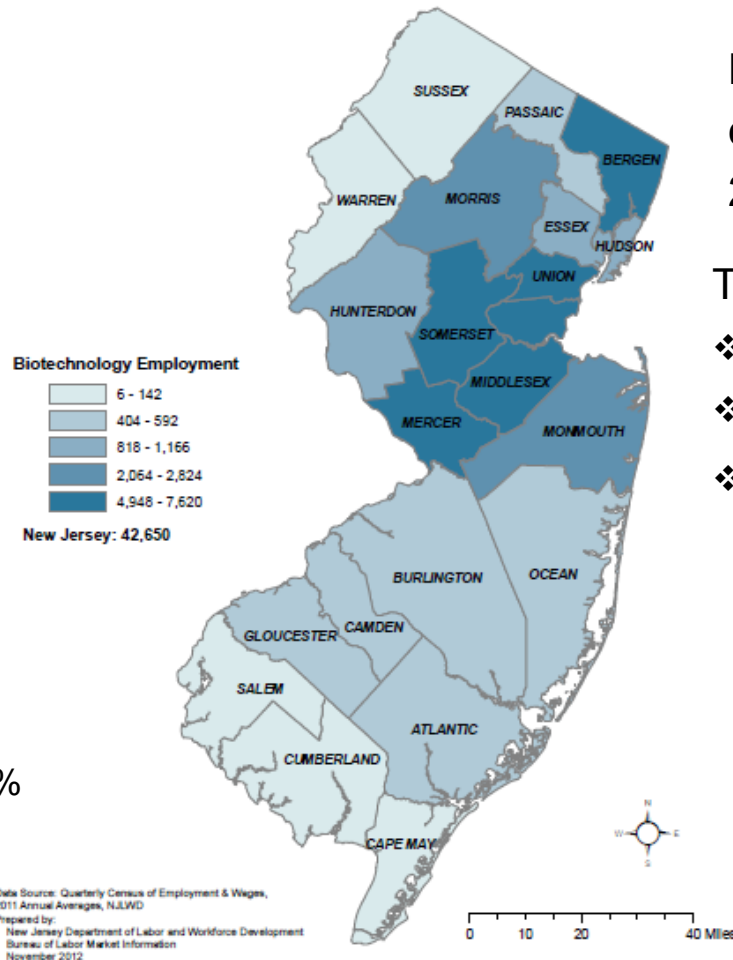 SUSSEX
PASSAIC
BERGEN
WARREN
MORRIS
ESSEX
HUDSON
UNION
HUNTERDON
SOMERSET
MIDDLESEX
MERCER
MONMOUTH
T
❖
❖
❖
Biotechnology Employment
6 - 142
404 - 592
818 - 1,166
2,064 - 2,824
4,948 - 7,620
New Jersey: 42,650
BURLINGTON
OCEAN
CAMDEN
GLOUCESTER
SALEM
ATLANTIC
CUMBERLAND
CAPE MAY
%
N
W E
S
Data Source: Quarterly Census of Employment & Wages,
2011 Annual Averages, NJLWD
Prepared by:
New Jersey Department of Labor and Workforce Development
Bureau of Labor Market Information
November 2012
0 10 20 40 Miles